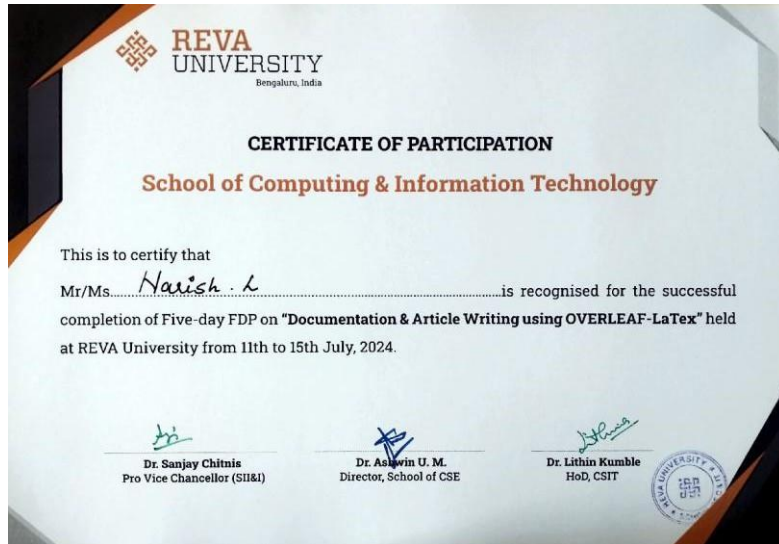 REVA
UNIVERSITY
Bengaluru, India
CERTIFICATE OF PARTICIPATION
School of Computing & Information Technology
This is to certify that
Mr/Ms....Harish . L....is recognised for the successful
completion of Five-day FDP on "Documentation & Article Writing using OVERLEAF-LaTex" held
at REVA University from 11th to 15th July, 2024.
Dr. Sanjay Chitnis Dr. Ashwin U. M. Dr. Lithin Kumble
Pro Vice Chancellor (SII&I) Director, School of CSE HoD, CSIT
REVA UNIVERSITY